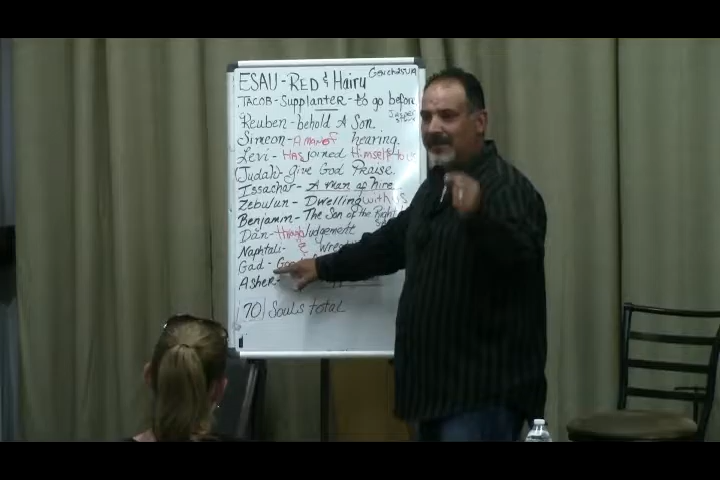 ESAU - RED & Hairy
JACOB - Supplanter - to go before
Reuben - behold A Son.
Simeon - A man of hearing.
Levi - HAS joined Himself to
(Judah) - give God Praise.
Issachar - A man of hire
Zebulun - Dwelling with
Benjamin - The Son of the Right
Dan - Judgement
Naphtali -
Gad -
Asher -
70 Souls total